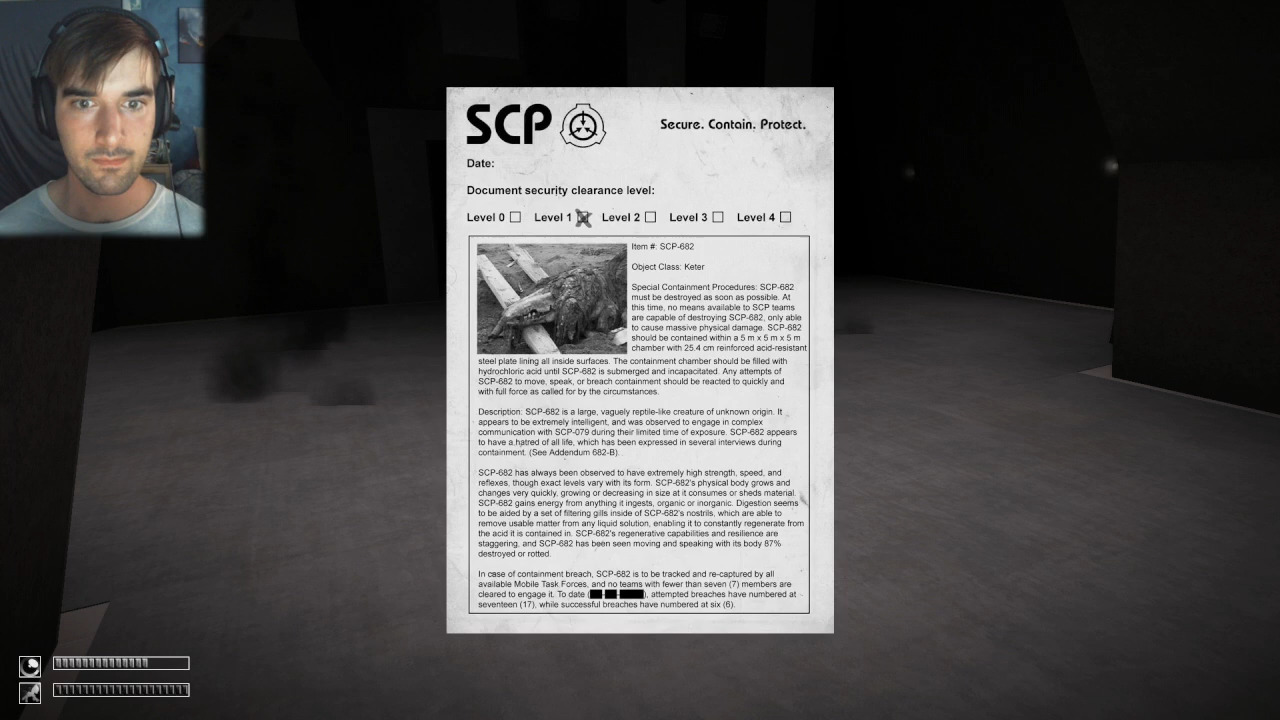 SCP
Secure. Contain. Protect.
Date:
Document security clearance level:
Level 0 Level 1 Level 2 Level 3 Level 4
Item #: SCP-682
Object Class: Keter
Special Containment Procedures: SCP-682
must be destroyed as soon as possible. At
this time, no means available to SCP teams
are capable of destroying SCP-682, only able
to cause massive physical damage. SCP-682
should be contained within a 5 m x 5 m x 5 m
chamber with 25.4 cm reinforced acid-resistant
steel plate lining all inside surfaces. The containment chamber should be filled with
hydrochloric acid until SCP-682 is submerged and incapacitated. Any attempts of
SCP-682 to move, speak, or breach containment should be reacted to quickly and
with full force as called for by the circumstances.
Description: SCP-682 is a large, vaguely reptile-like creature of unknown origin. It
appears to be extremely intelligent, and was observed to engage in complex
communication with SCP-079 during their limited time of exposure. SCP-682 appears
to have a hatred of all life, which has been expressed in several interviews during
containment. (See Addendum 682-B).
SCP-682 has always been observed to have extremely high strength, speed, and
reflexes, though exact levels vary with its form. SCP-682's physical body grows and
changes very quickly, growing or decreasing in size at it consumes or sheds material.
SCP-682 gains energy from anything it ingests, organic or inorganic. Digestion seems
to be aided by a set of filtering gills inside of SCP-682's nostrils, which are able to
remove usable matter from any liquid solution, enabling it to constantly regenerate from
the acid it is contained in. SCP-682's regenerative capabilities and resilience are
staggering, and SCP-682 has been seen moving and speaking with its body 87%
destroyed or rotted.
In case of containment breach, SCP-682 is to be tracked and re-captured by all
available Mobile Task Forces, and no teams with fewer than seven (7) members are
cleared to engage it. To date (██-██-████), attempted breaches have numbered at
seventeen (17), while successful breaches have numbered at six (6).